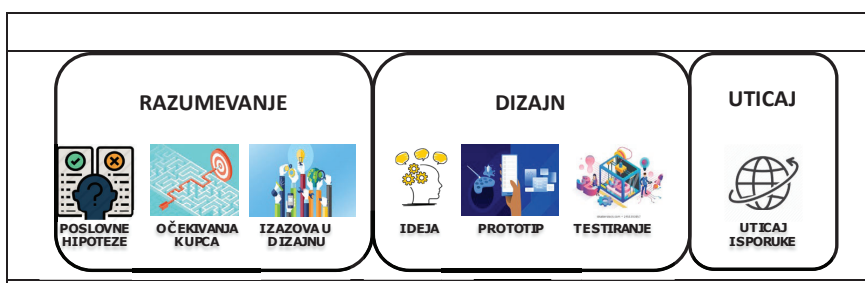 RAZUMEVANJE
DIZAJN
UTICAJ
POSLOVNE
HIPOTEZE
OČEKIVANJA
KUPCA
IZAZOVA U
DIZAJNU
IDEJA
PROTOTIP
TESTIRANJE
UTICAJ
ISPORUKE